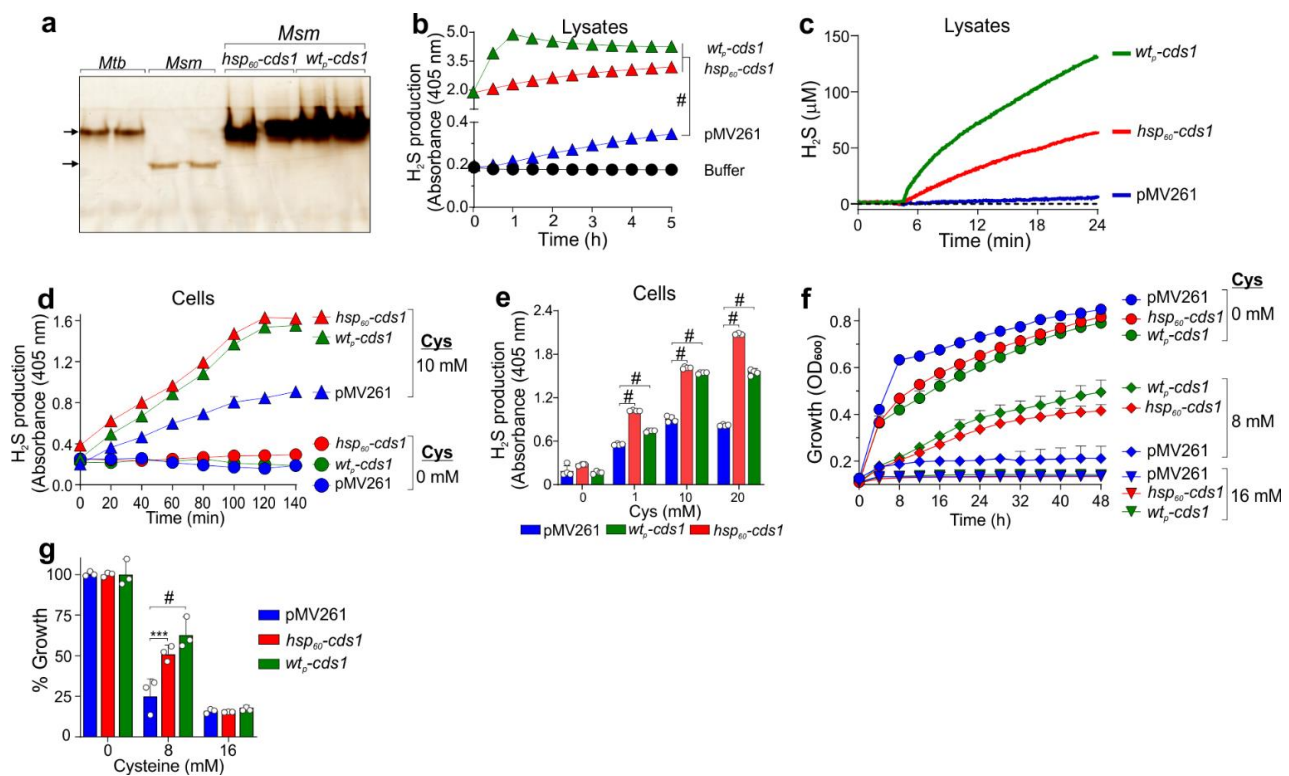 a
Msm
Mtb Msm hsp60-cds1 wtp-cds1
b
Lysates
H2S production
(Absorbance (405 nm)
5.0
3.5
2.0
0.4
0.2
0.0
0 1 2 3 4 5
Time (h)
wtp-cds1
hsp60-cds1
#
pMV261
Buffer
c
Lysates
H2S (µM)
150
100
50
0
0 6 12 18 24
Time (min)
wtp-cds1
hsp60-cds1
pMV261
d
Cells
H2S production
(Absorbance (405 nm)
1.6
1.2
0.8
0.4
0.0
0 20 40 60 80 100 120 140
Time (min)
hsp60-cds1
wtp-cds1
pMV261
Cys
10 mM
hsp60-cds1
wtp-cds1
pMV261
Cys
0 mM
e
Cells
H2S production
(Absorbance (405 nm)
2.4
1.8
1.2
0.6
0
# # # # # #
0 1 10 20
Cys (mM)
pMV261 wtp-cds1 hsp60-cds1
f
Growth (OD600)
0.8
0.6
0.4
0.2
0 8 16 24 32 40 48
Time (h)
Cys
pMV261
hsp60-cds1
wtp-cds1
0 mM
wtp-cds1
hsp60-cds1
pMV261
8 mM
pMV261
hsp60-cds1
wtp-cds1
16 mM
g
% Growth
100
75
50
25
0
#
***
0 8 16
Cysteine (mM)
pMV261
hsp60-cds1
wtp-cds1